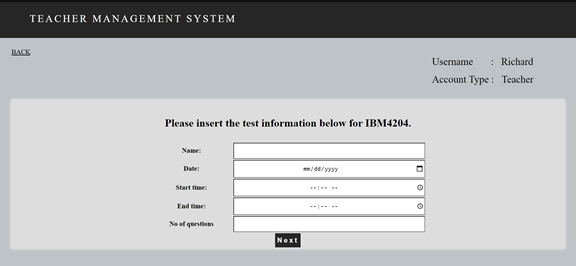 TEACHER MANAGEMENT SYSTEM
BACK
Username : Richard
Account Type : Teacher
Please insert the test information below for IBM4204.
Name:
Date: mm/dd/yyyy
Start time: --:-- --
End time: --:-- --
No of questions
Next